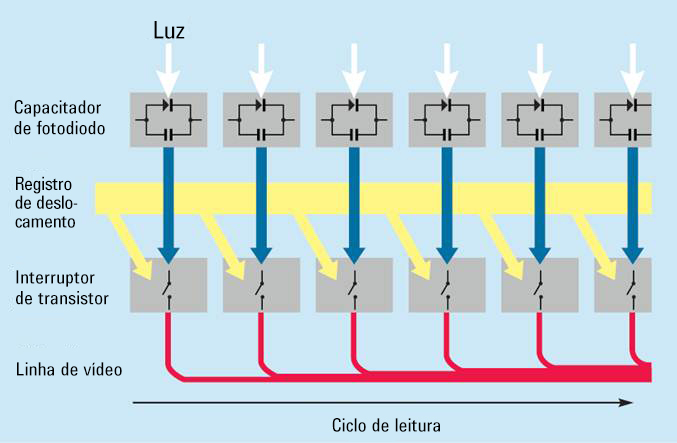 Luz
Capacitador
de fotodiodo
Registro
de deslo-
camento
Interruptor
de transistor
Linha de vídeo
Ciclo de leitura